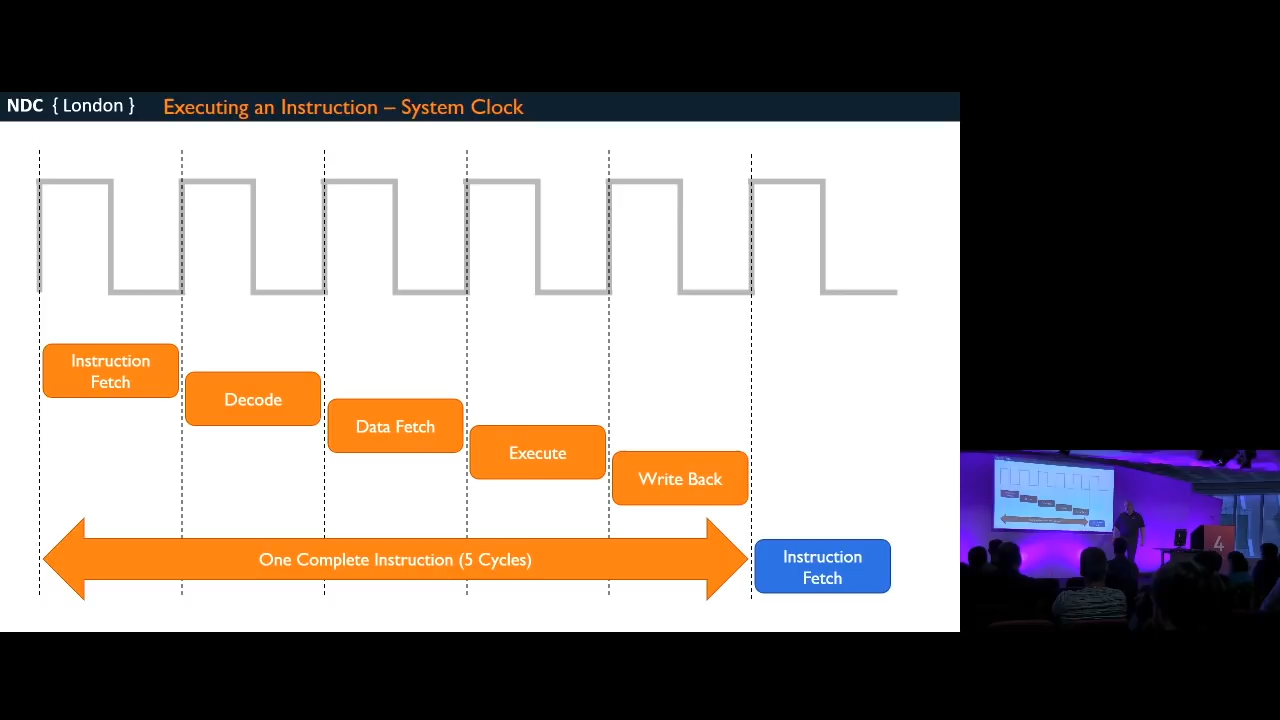 NDC { London }
Executing an Instruction – System Clock
Instruction
Fetch
Decode
Data Fetch
Execute
Write Back
One Complete Instruction (5 Cycles)
Instruction
Fetch
4